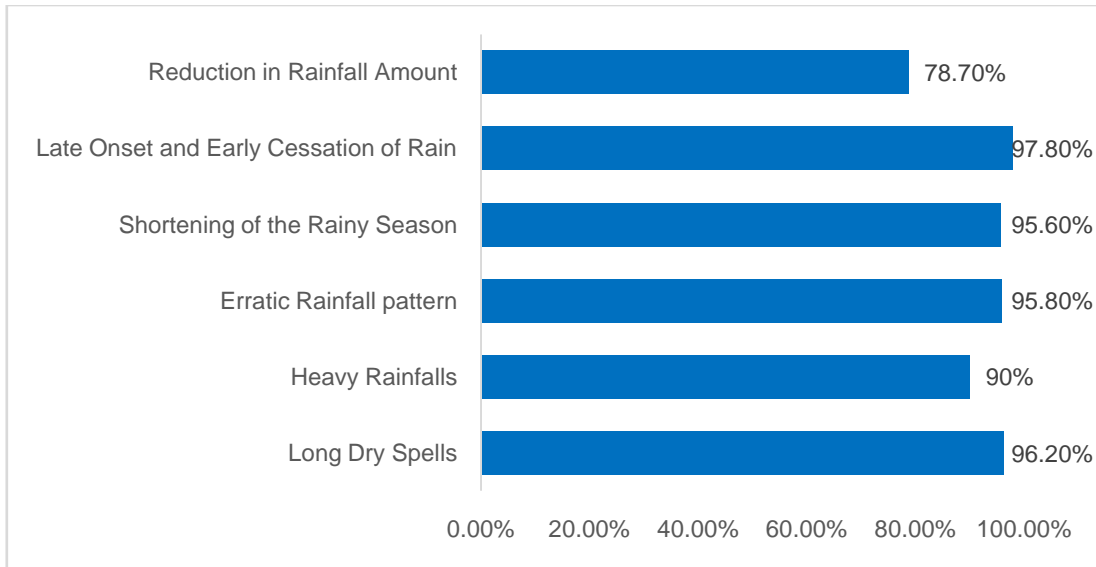 Reduction in Rainfall Amount 78.70%
Late Onset and Early Cessation of Rain 97.80%
Shortening of the Rainy Season 95.60%
Erratic Rainfall pattern 95.80%
Heavy Rainfalls 90%
Long Dry Spells 96.20%
0.00% 20.00% 40.00% 60.00% 80.00% 100.00%